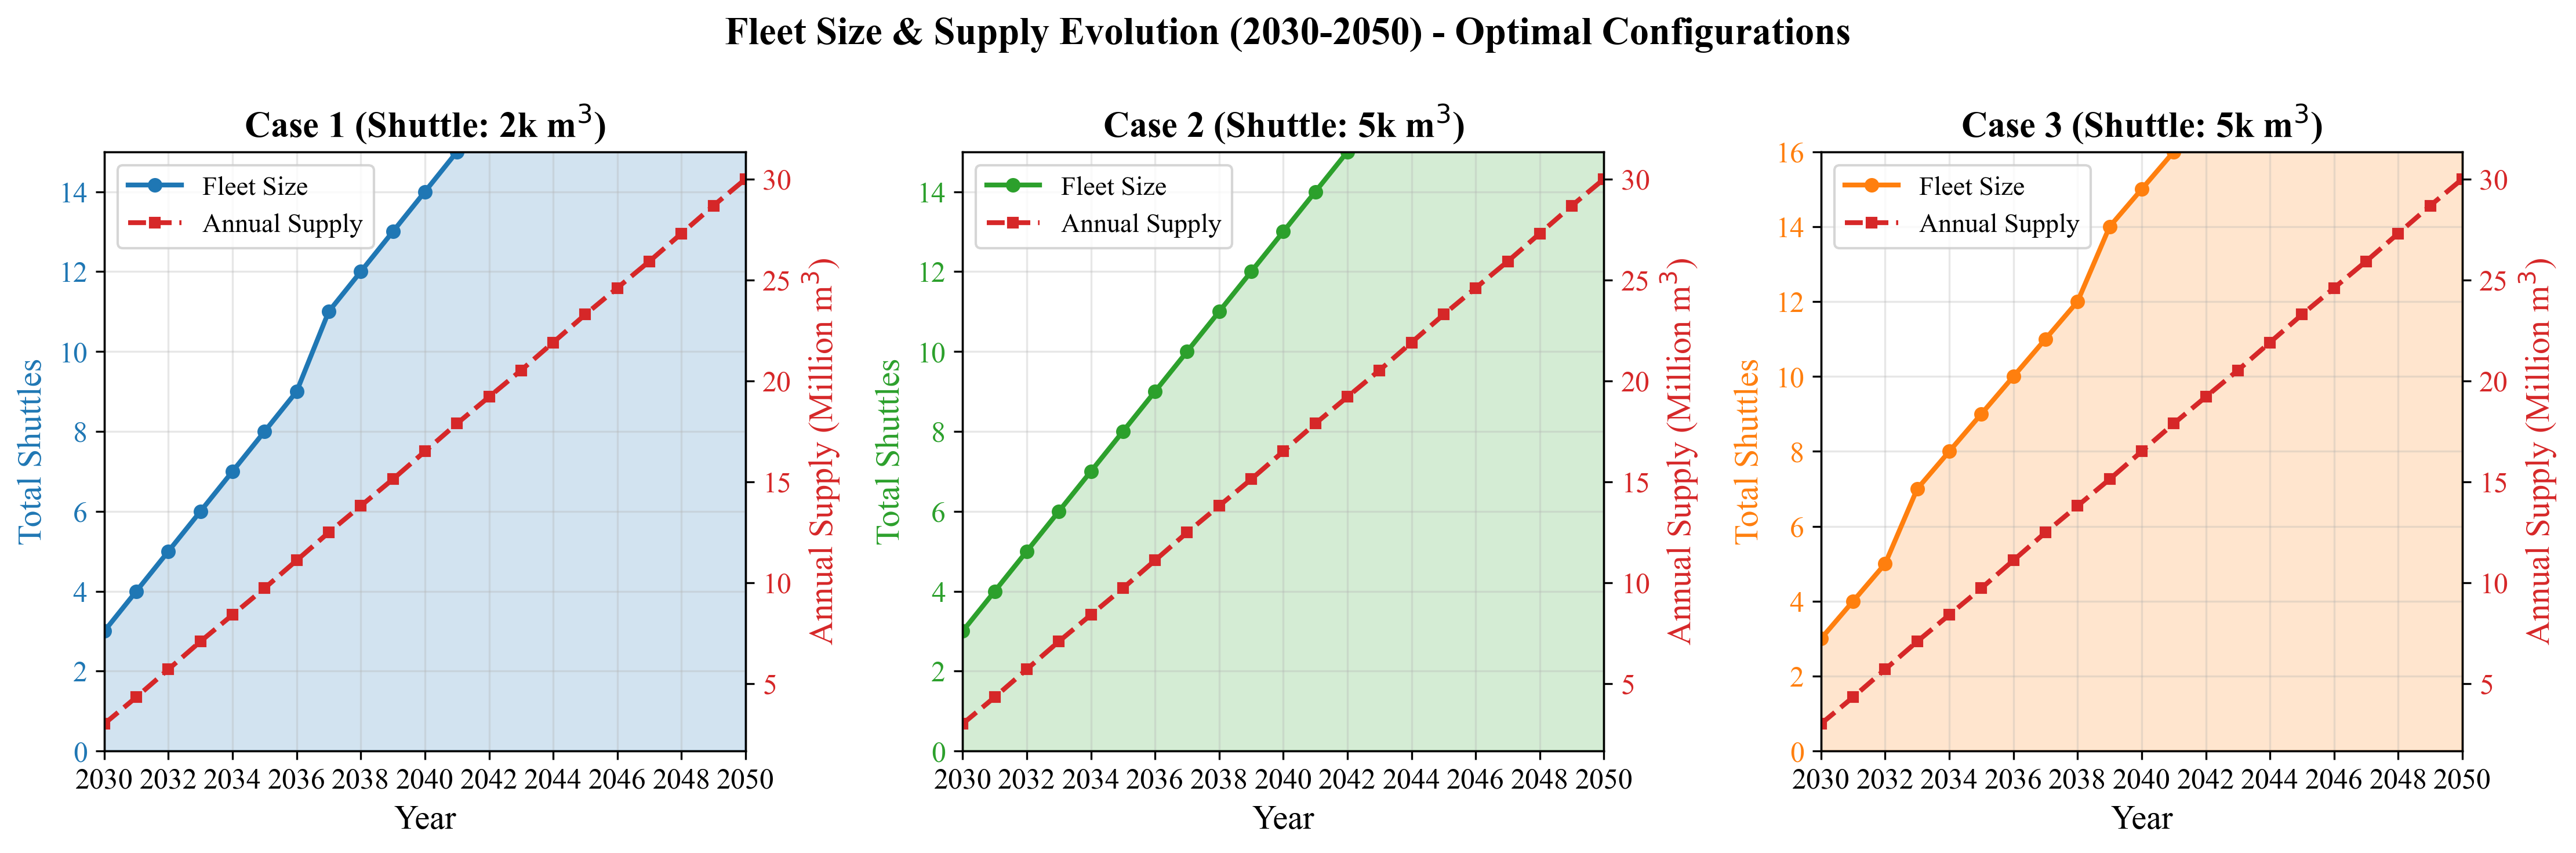 Fleet Size & Supply Evolution (2030-2050) - Optimal Configurations
Case 1 (Shuttle: 2k m³)
Fleet Size
Annual Supply
Total Shuttles
14
12
10
8
6
4
2
0
30
25
20
15
10
5
Annual Supply (Million m³)
2030 2032 2034 2036 2038 2040 2042 2044 2046 2048 2050
Year
Case 2 (Shuttle: 5k m³)
Fleet Size
Annual Supply
Total Shuttles
14
12
10
8
6
4
2
0
30
25
20
15
10
5
Annual Supply (Million m³)
2030 2032 2034 2036 2038 2040 2042 2044 2046 2048 2050
Year
Case 3 (Shuttle: 5k m³)
Fleet Size
Annual Supply
Total Shuttles
16
14
12
10
8
6
4
2
0
30
25
20
15
10
5
Annual Supply (Million m³)
2030 2032 2034 2036 2038 2040 2042 2044 2046 2048 2050
Year